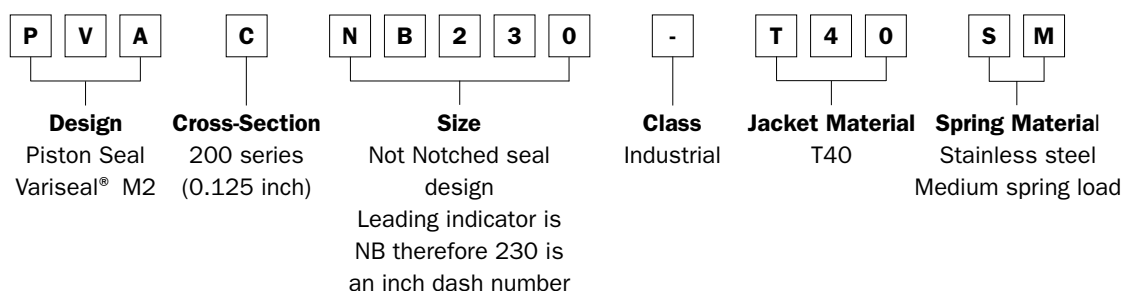 P V A C N B 2 3 0 - T 4 0 S M
Design Cross-Section Size Class Jacket Material Spring Material
Piston Seal 200 series Not Notched seal Industrial T40 Stainless steel
Variseal® M2 (0.125 inch) design Medium spring load
Leading indicator is
NB therefore 230 is
an inch dash number